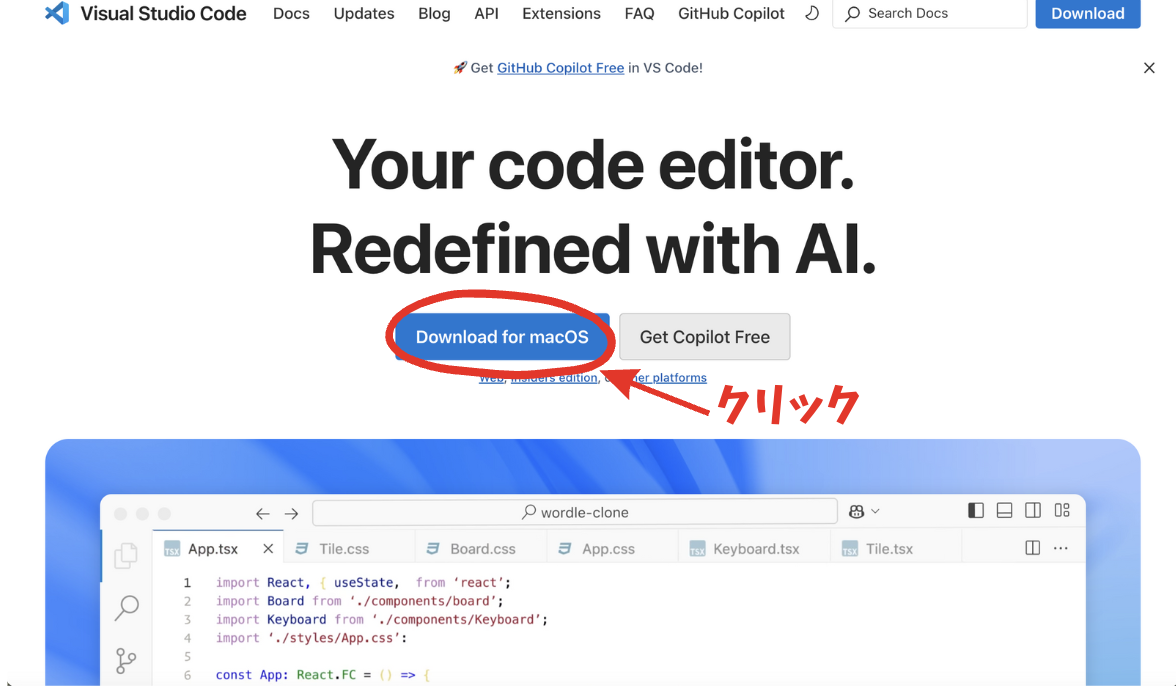 Visual Studio Code Docs Updates Blog API Extensions FAQ GitHub Copilot Search Docs Download
🚀 Get GitHub Copilot Free in VS Code!
Your code editor.
Redefined with AI.
Download for macOS Get Copilot Free
Web, Insiders edition, platforms
クリック
wordle-clone
TSX App.tsx Tile.css Board.css App.css TSX Keyboard.tsx TSX Tile.tsx
1 import React, { useState, from ‘react’;
2 import Board from ‘./components/board’;
3 import Keyboard from ‘./components/Keyboard’;
4 import ‘./styles/App.css’:
5
6 const App: React.FC = () => {